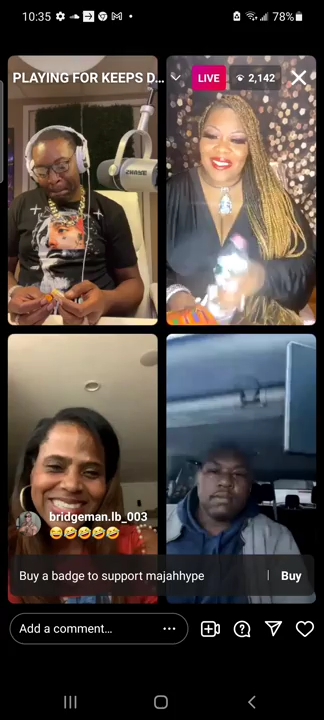 10:35
78%
PLAYING FOR KEEPS D...
LIVE
2,142
bridgeman.lb_003
😂🤣🤣🤣🤣
Buy a badge to support majahhype
Buy
Add a comment...